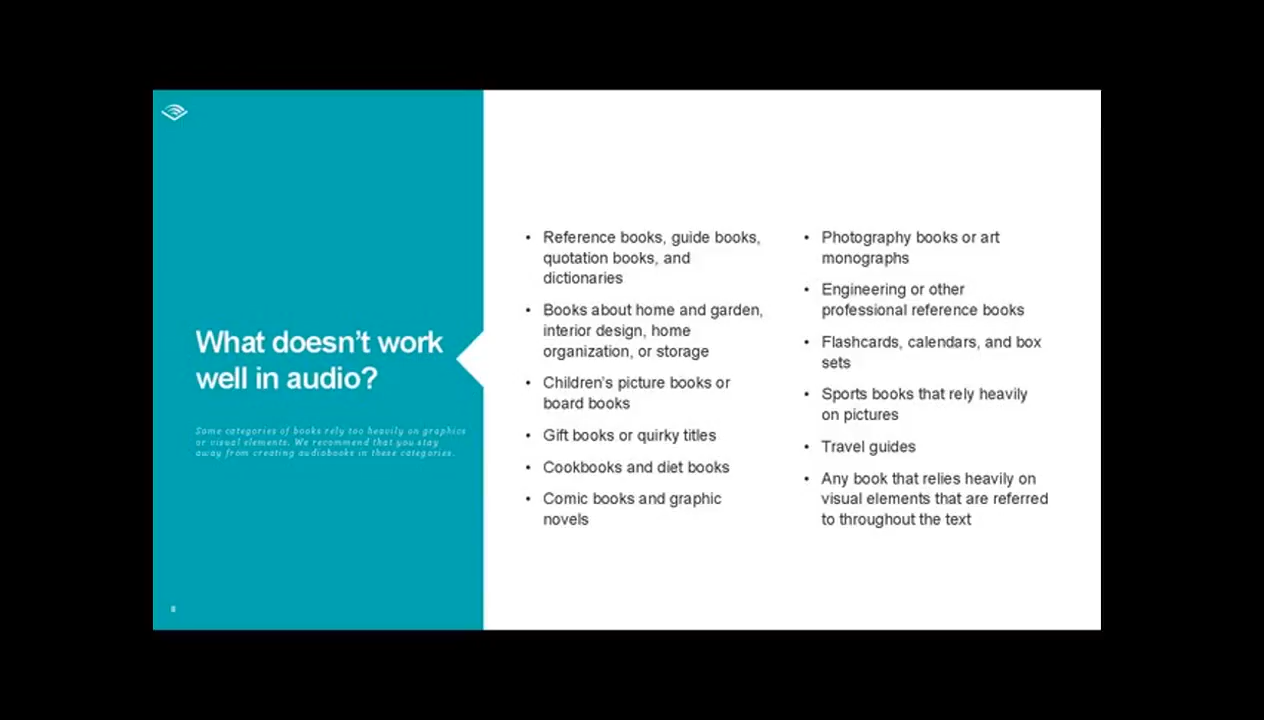 What doesn't work
well in audio?
Some categories of books rely too heavily on graphics
or visual elements. We recommend that you stay
away from creating audiobooks in these categories.
8
• Reference books, guide books,
quotation books, and
dictionaries
• Books about home and garden,
interior design, home
organization, or storage
• Children's picture books or
board books
• Gift books or quirky titles
• Cookbooks and diet books
• Comic books and graphic
novels
• Photography books or art
monographs
• Engineering or other
professional reference books
• Flashcards, calendars, and box
sets
• Sports books that rely heavily
on pictures
• Travel guides
• Any book that relies heavily on
visual elements that are referred
to throughout the text